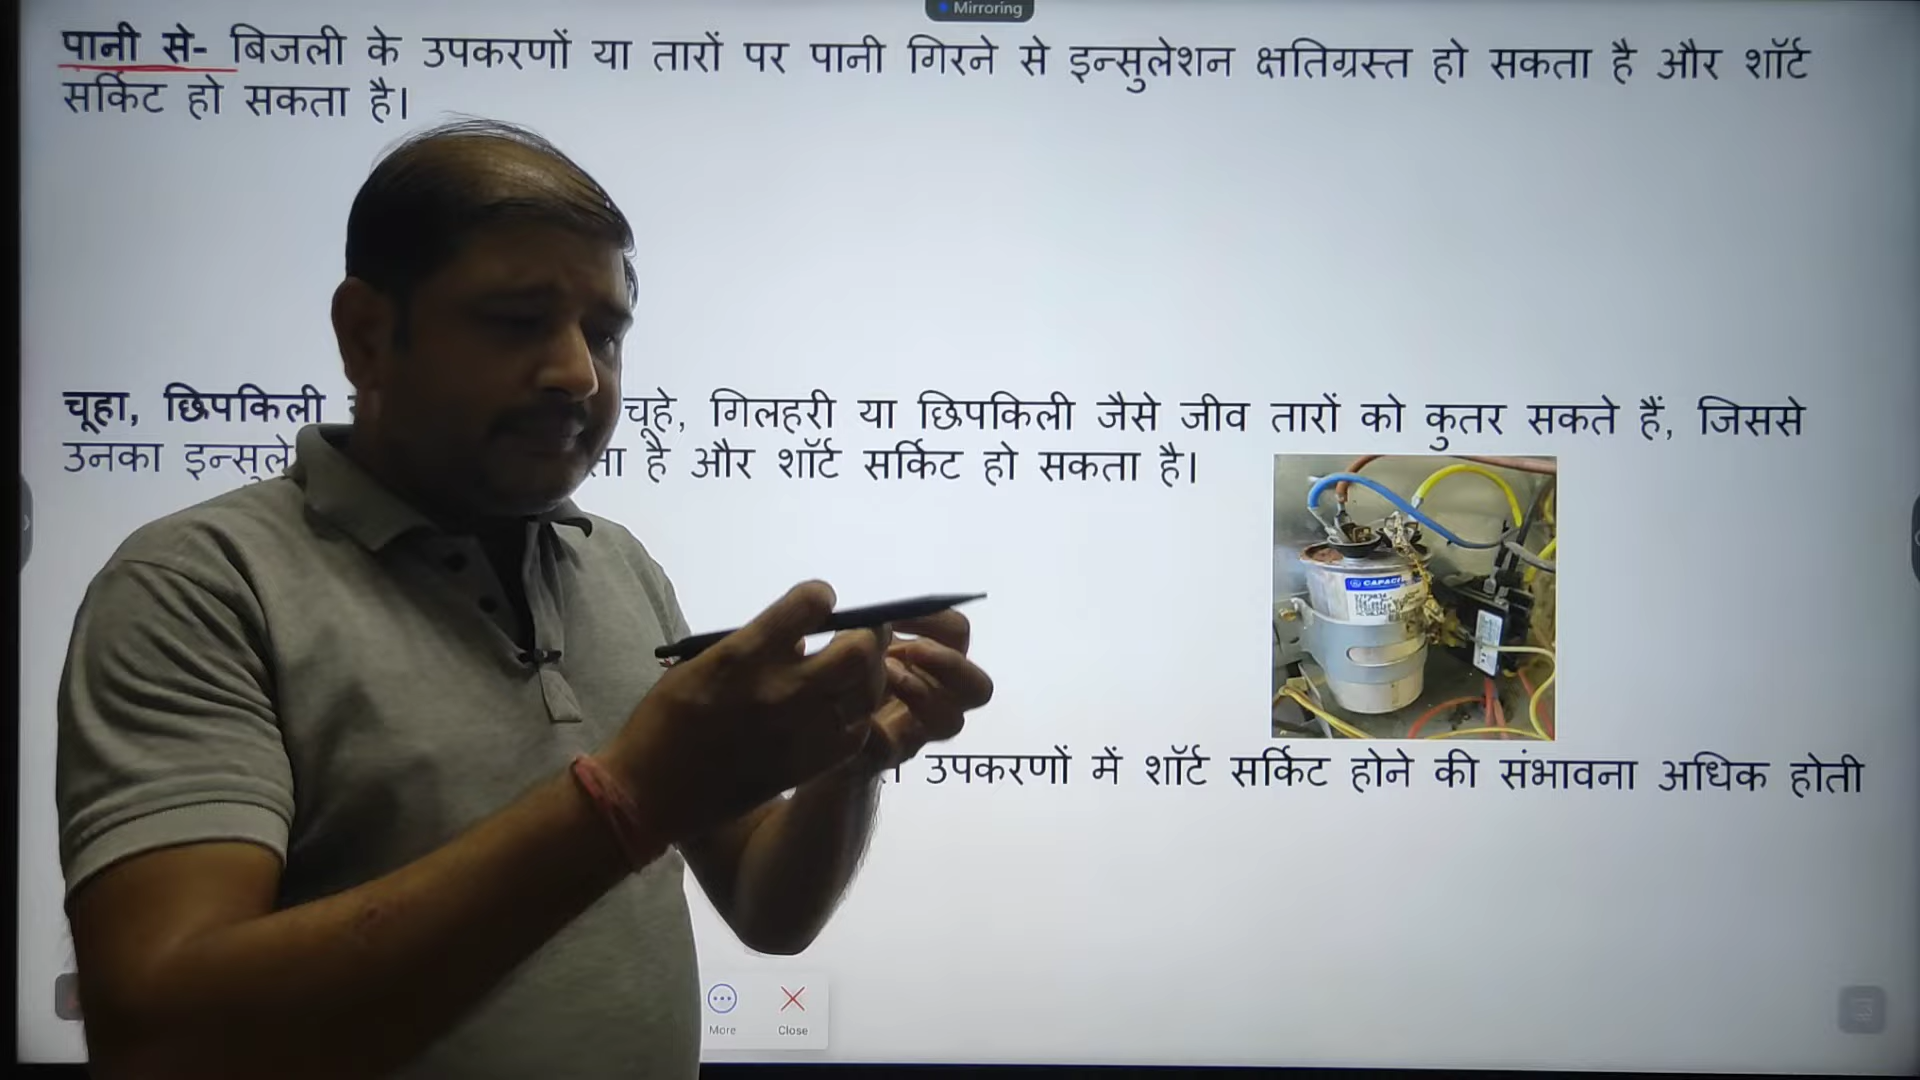 Mirroring
पानी से- बिजली के उपकरणों या तारों पर पानी गिरने से इन्सुलेशन क्षतिग्रस्त हो सकता है और शॉर्ट
सर्किट हो सकता है।
चूहा, छिपकिली चूहे, गिलहरी या छिपकिली जैसे जीव तारों को कुतर सकते हैं, जिससे
उनका है और शॉर्ट सर्किट हो सकता है।
CAPACI
उपकरणों में शॉर्ट सर्किट होने की संभावना अधिक होती
More Close